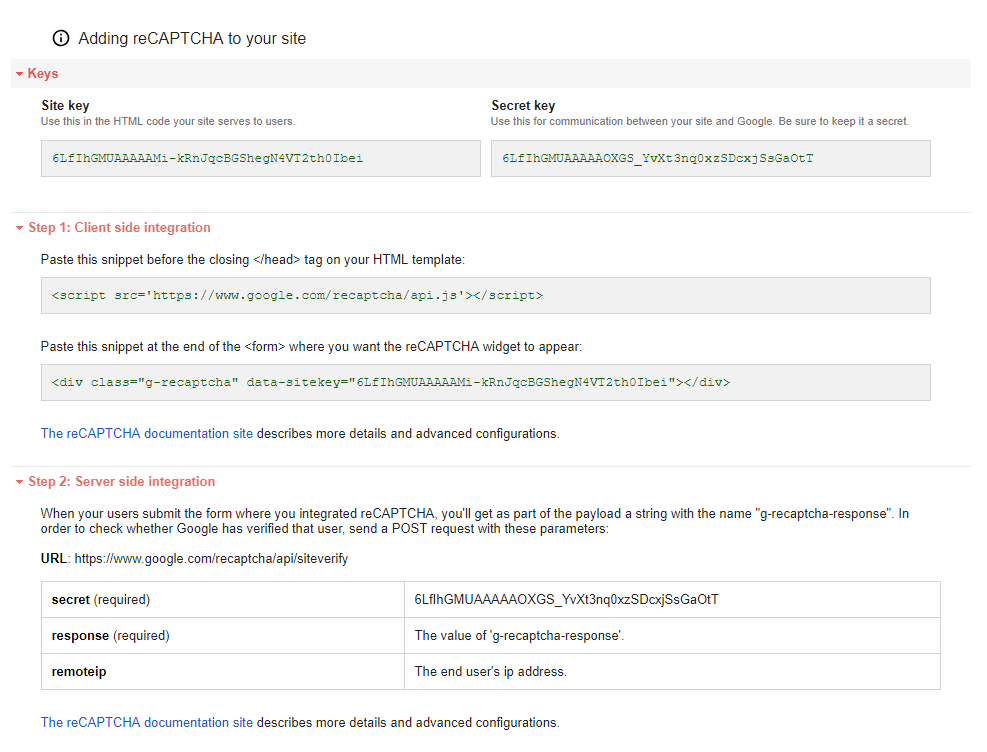 Adding reCAPTCHA to your site
Keys
Site key
Use this in the HTML code your site serves to users.
6LfIhGMUAAAAAMi-kRnJqcBGShegN4VT2th0Ibei
Secret key
Use this for communication between your site and Google. Be sure to keep it a secret.
6LfIhGMUAAAAAOXGS_YvXt3nq0xzSDcxjSsGaOtT
Step 1: Client side integration
Paste this snippet before the closing </head> tag on your HTML template:
<script src='https://www.google.com/recaptcha/api.js'></script>
Paste this snippet at the end of the <form> where you want the reCAPTCHA widget to appear:
<div class="g-recaptcha" data-sitekey="6LfIhGMUAAAAAMi-kRnJqcBGShegN4VT2th0Ibei"></div>
The reCAPTCHA documentation site describes more details and advanced configurations.
Step 2: Server side integration
When your users submit the form where you integrated reCAPTCHA, you'll get as part of the payload a string with the name "g-recaptcha-response". In
order to check whether Google has verified that user, send a POST request with these parameters:
URL: https://www.google.com/recaptcha/api/siteverify
secret (required) 6LfIhGMUAAAAAOXGS_YvXt3nq0xzSDcxjSsGaOtT
response (required) The value of 'g-recaptcha-response'.
remoteip The end user's ip address.
The reCAPTCHA documentation site describes more details and advanced configurations.